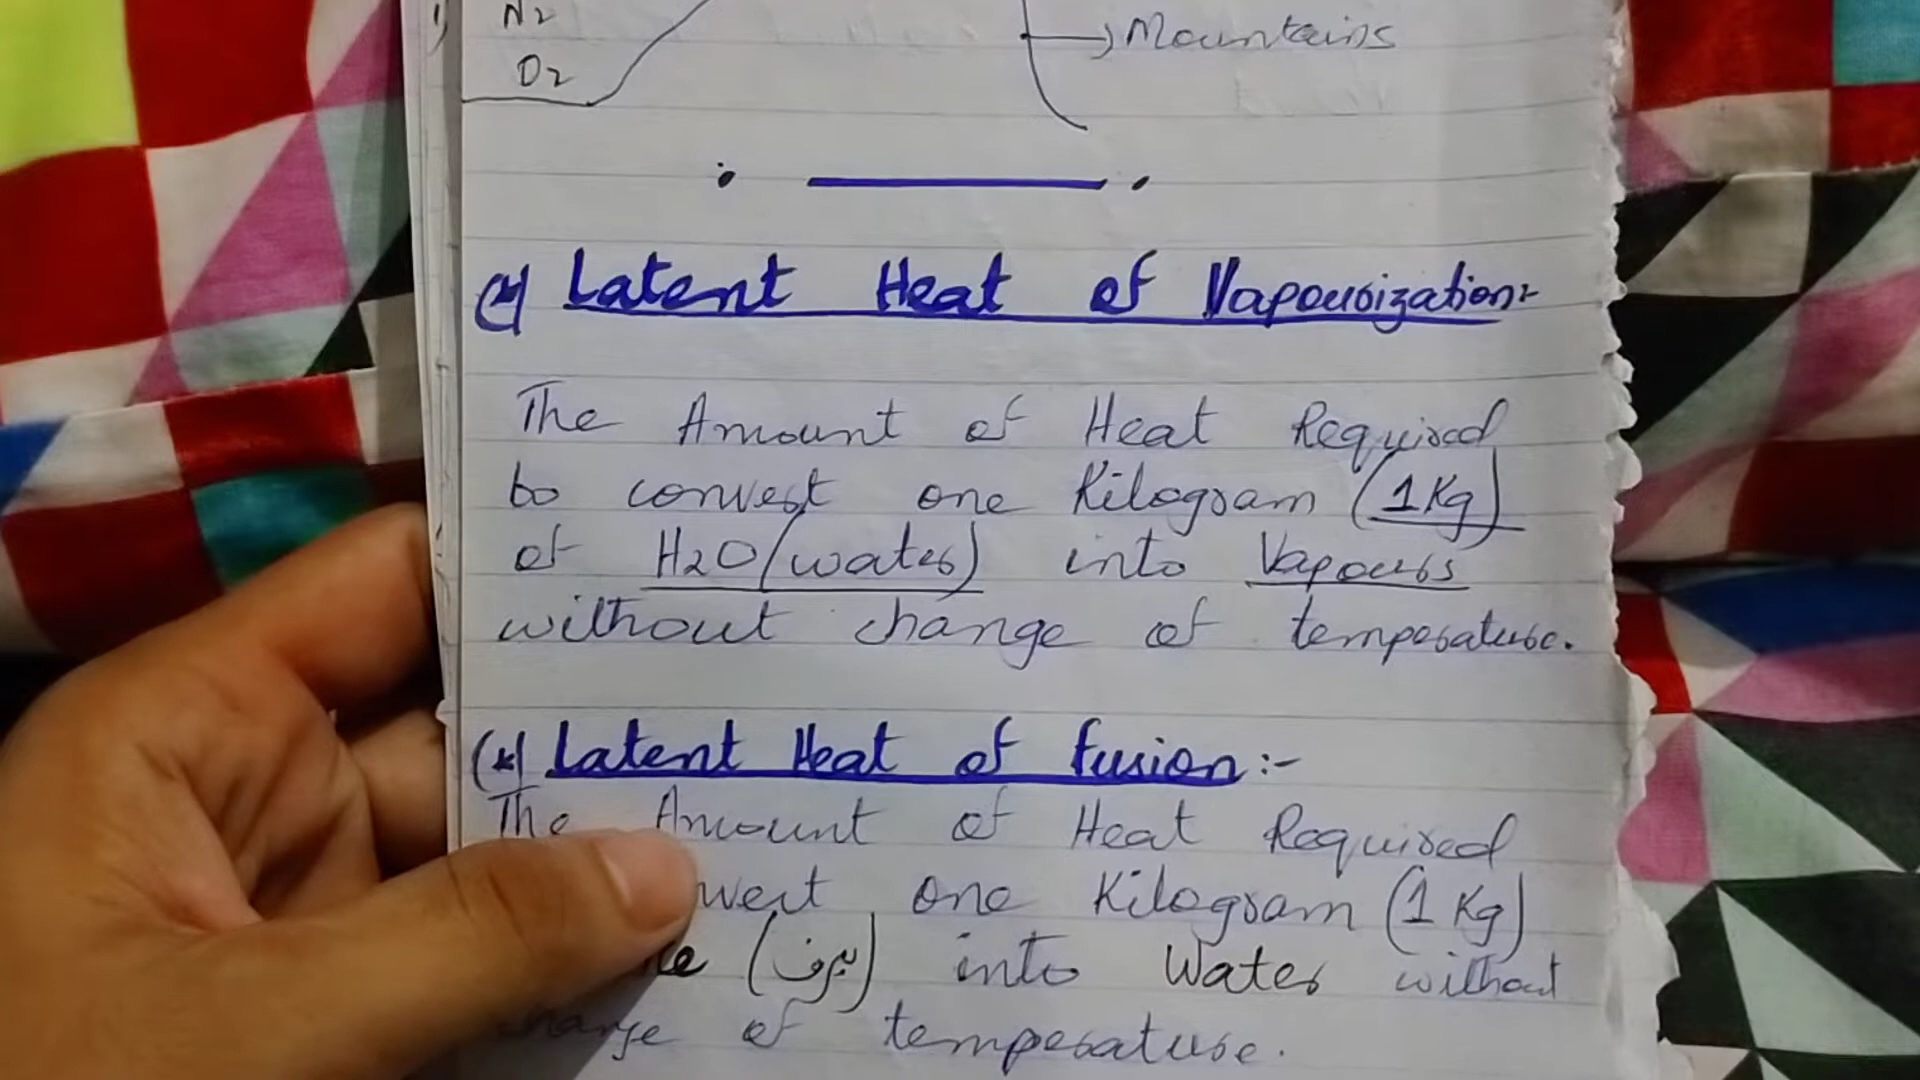 N2
O2
Mountains
(*) Latent Heat of Vapourization:-
The Amount of Heat Required
to convert one Kilogram (1Kg)
of H2O/(water) into Vapours
without change of temperature.
(*) Latent Heat of fusion:-
The Amount of Heat Required
one Kilogram (1 Kg)
(برف) into Water without
of temperature.